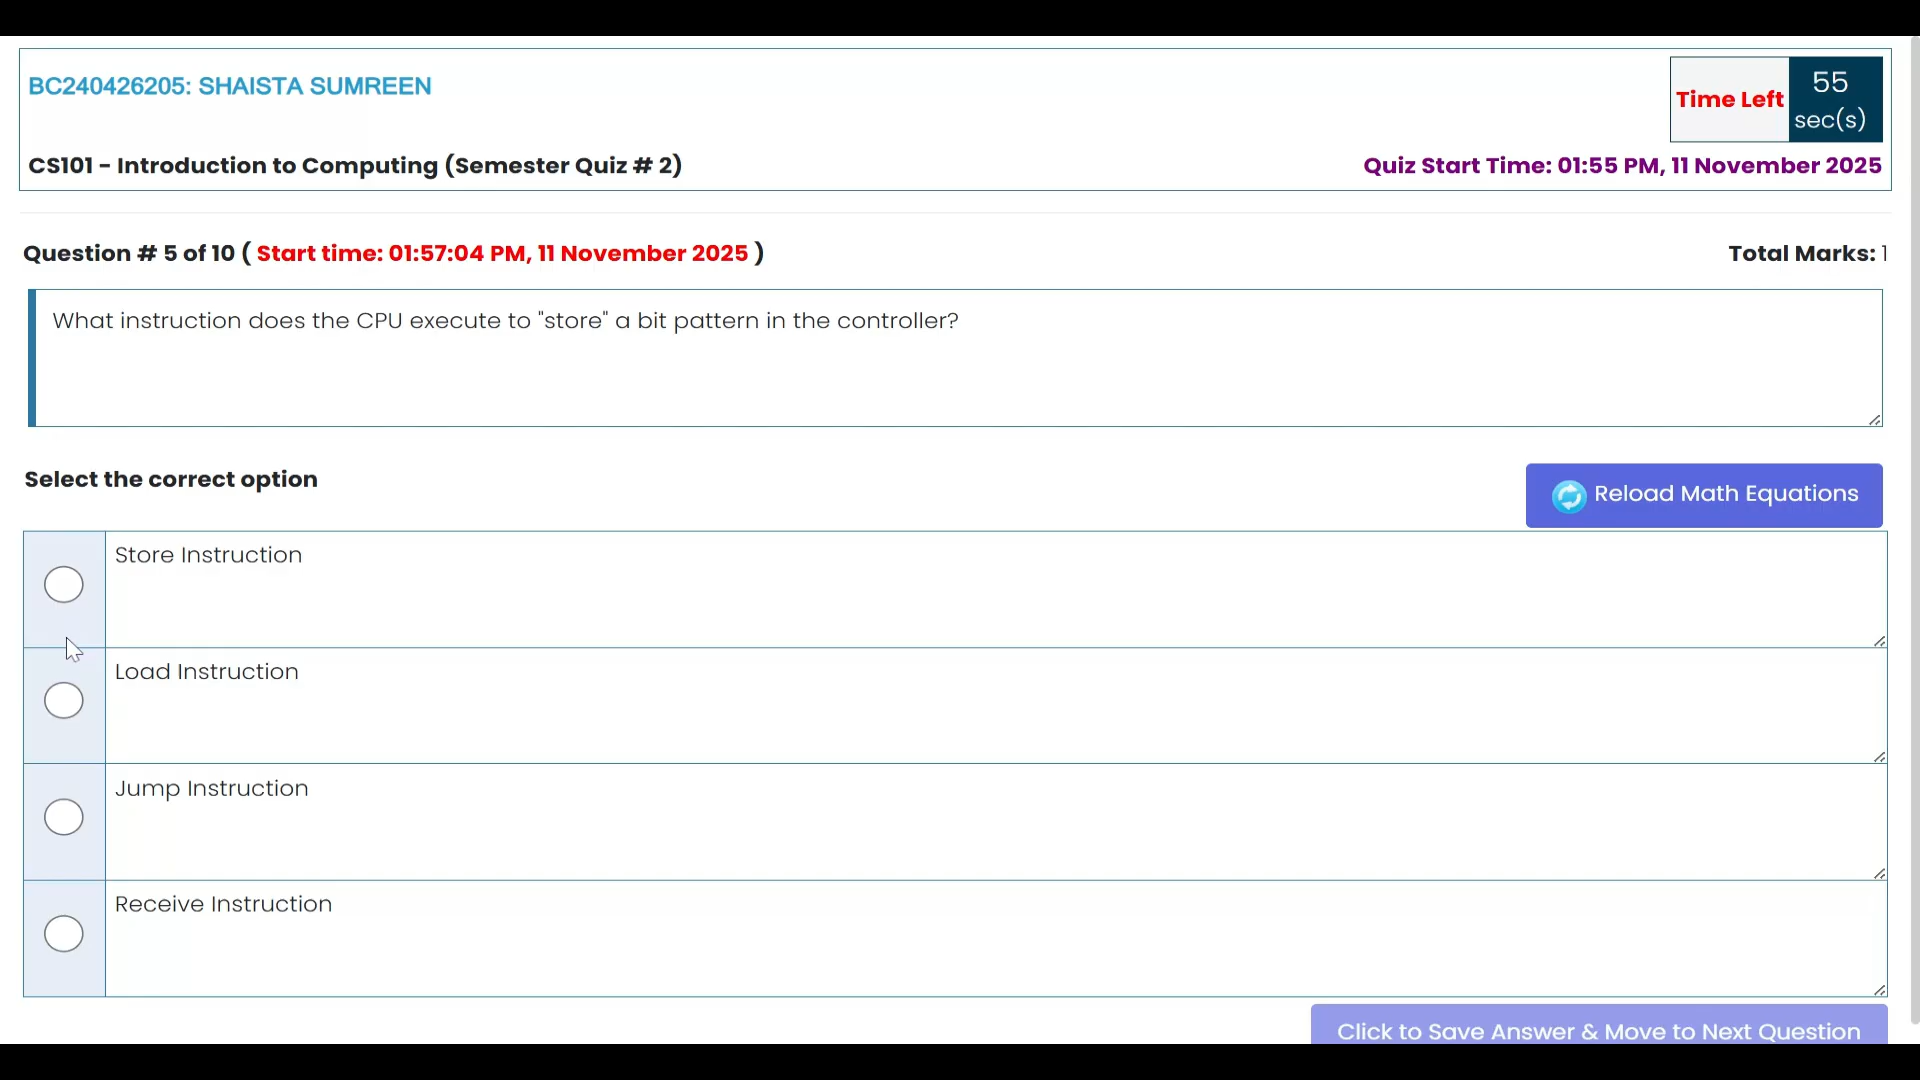 BC240426205: SHAISTA SUMREEN
Time Left
55
sec(s)
CS101 - Introduction to Computing (Semester Quiz # 2)
Quiz Start Time: 01:55 PM, 11 November 2025
Question # 5 of 10 ( Start time: 01:57:04 PM, 11 November 2025 )
Total Marks: 1
What instruction does the CPU execute to "store" a bit pattern in the controller?
Select the correct option
Reload Math Equations
Store Instruction
Load Instruction
Jump Instruction
Receive Instruction
Click to Save Answer & Move to Next Question